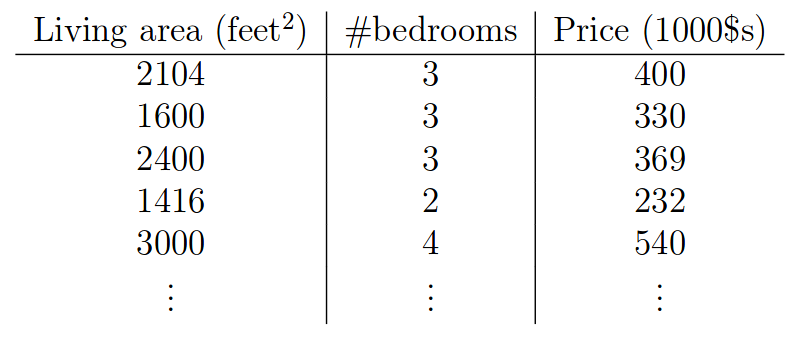 Living area (feet²) #bedrooms Price (1000$s)
2104 3 400
1600 3 330
2400 3 369
1416 2 232
3000 4 540
⋮ ⋮ ⋮